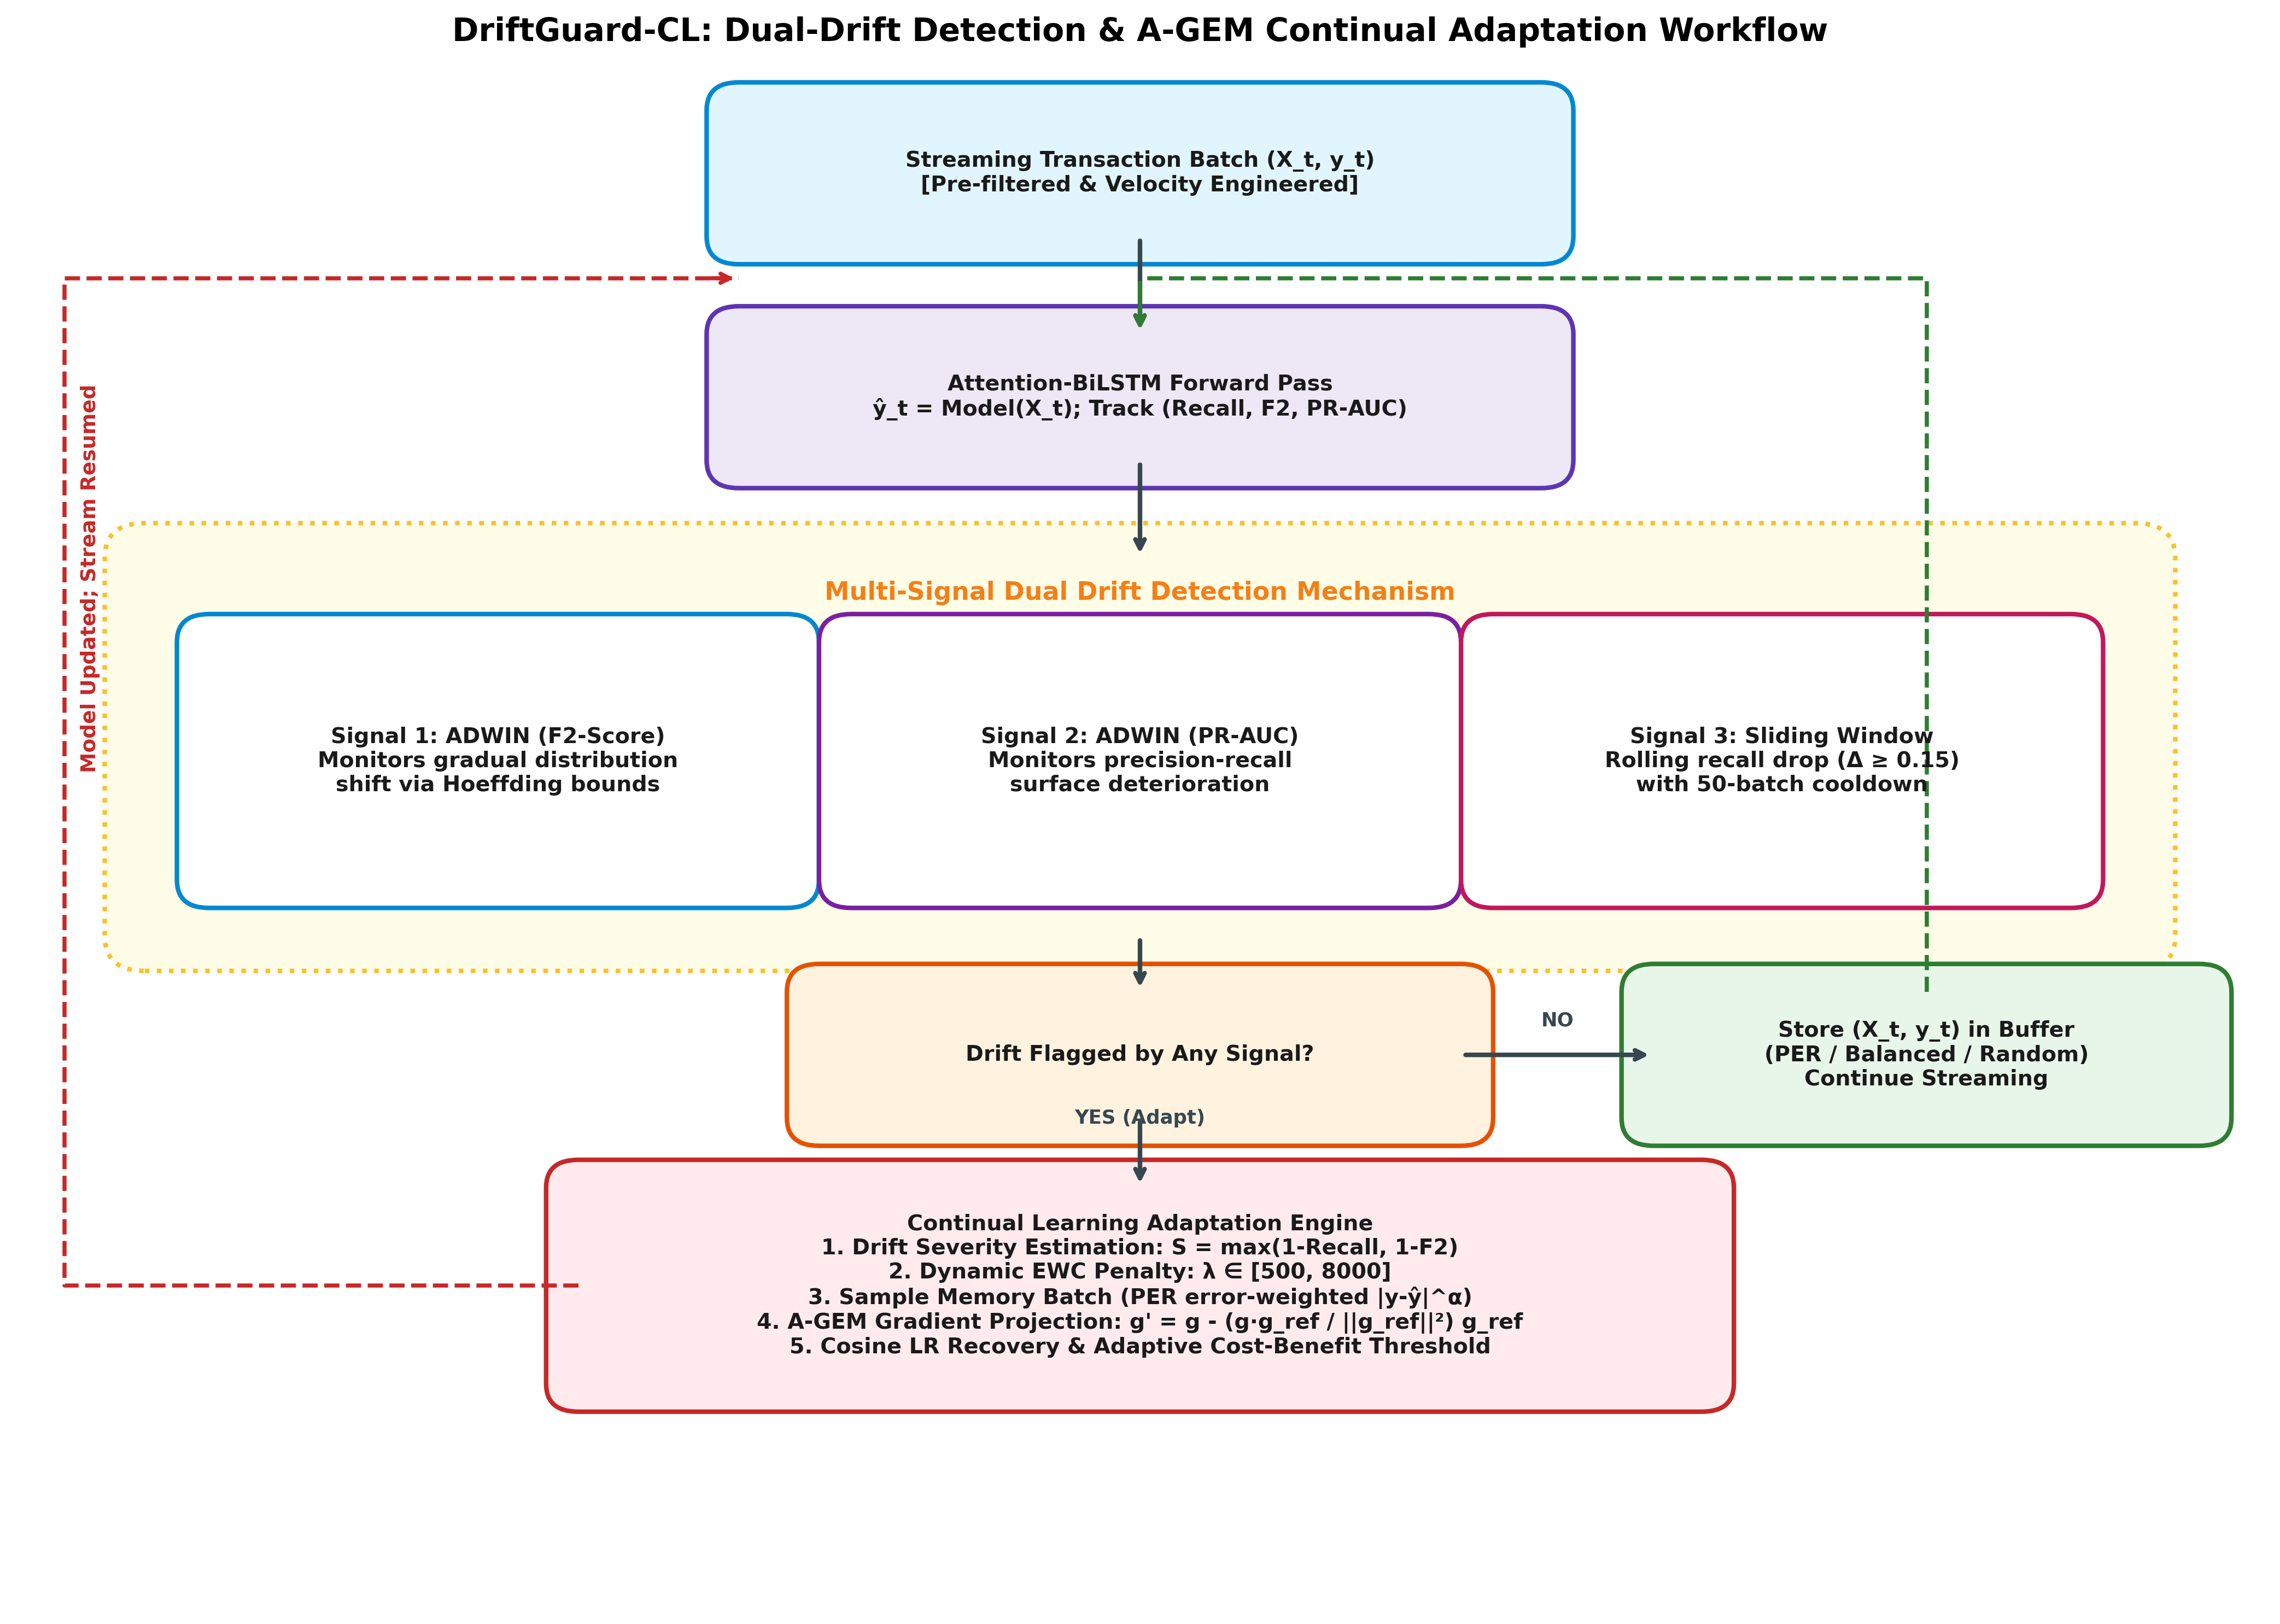 DriftGuard-CL: Dual-Drift Detection & A-GEM Continual Adaptation Workflow
Streaming Transaction Batch (X_t, y_t)
[Pre-filtered & Velocity Engineered]
Attention-BiLSTM Forward Pass
ŷ_t = Model(X_t); Track (Recall, F2, PR-AUC)
Model Updated; Stream Resumed
Multi-Signal Dual Drift Detection Mechanism
Signal 1: ADWIN (F2-Score)
Monitors gradual distribution
shift via Hoeffding bounds
Signal 2: ADWIN (PR-AUC)
Monitors precision-recall
surface deterioration
Signal 3: Sliding Window
Rolling recall drop (Δ ≥ 0.15)
with 50-batch cooldown
Drift Flagged by Any Signal?
NO
Store (X_t, y_t) in Buffer
(PER / Balanced / Random)
Continue Streaming
YES (Adapt)
Continual Learning Adaptation Engine
1. Drift Severity Estimation: S = max(1-Recall, 1-F2)
2. Dynamic EWC Penalty: λ ∈ [500, 8000]
3. Sample Memory Batch (PER error-weighted |y-ŷ|^α)
4. A-GEM Gradient Projection: g' = g - (g·g_ref / ||g_ref||²) g_ref
5. Cosine LR Recovery & Adaptive Cost-Benefit Threshold